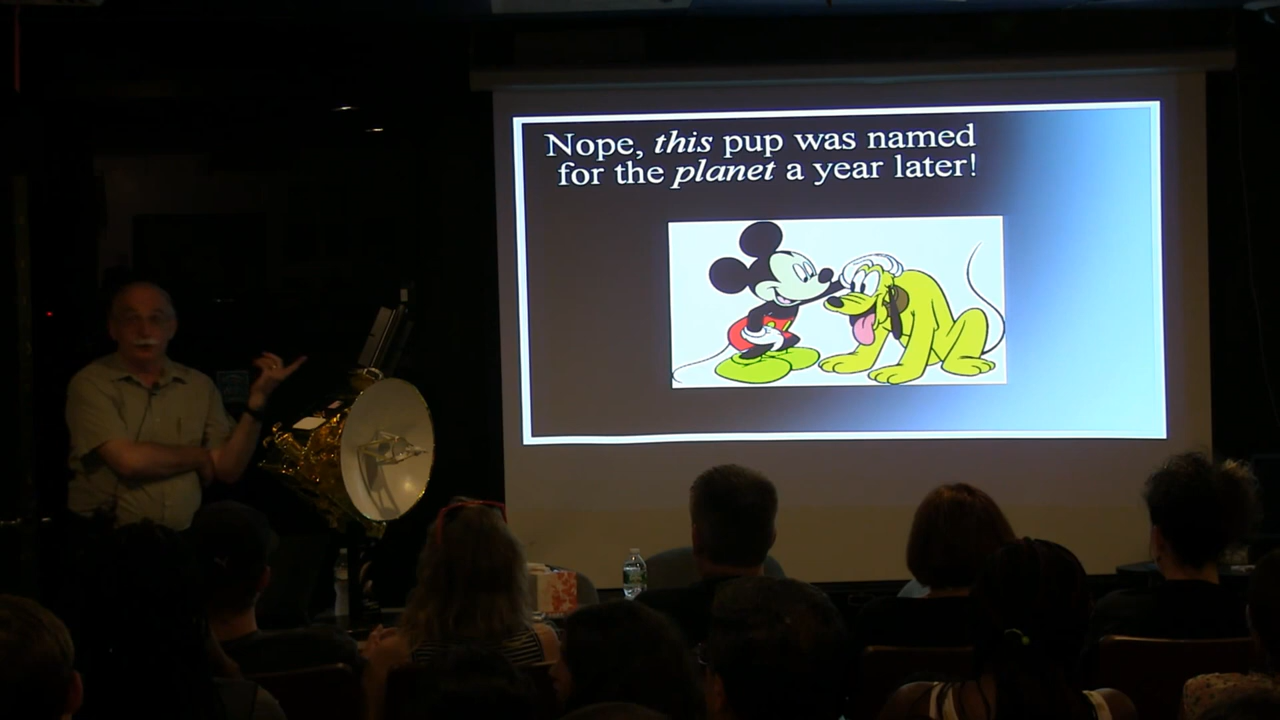 Nope, this pup was named
for the planet a year later!